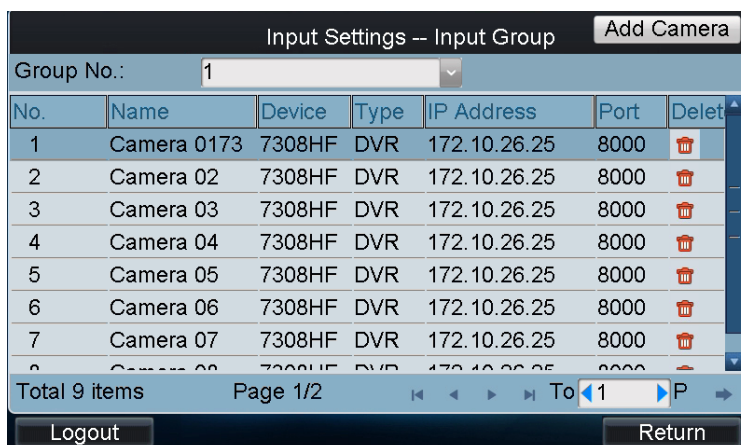 Input Settings -- Input Group Add Camera
Group No.: 1
No. Name Device Type IP Address Port Delet
1 Camera 0173 7308HF DVR 172.10.26.25 8000
2 Camera 02 7308HF DVR 172.10.26.25 8000
3 Camera 03 7308HF DVR 172.10.26.25 8000
4 Camera 04 7308HF DVR 172.10.26.25 8000
5 Camera 05 7308HF DVR 172.10.26.25 8000
6 Camera 06 7308HF DVR 172.10.26.25 8000
7 Camera 07 7308HF DVR 172.10.26.25 8000
Total 9 items Page 1/2 To 1 P
Logout Return